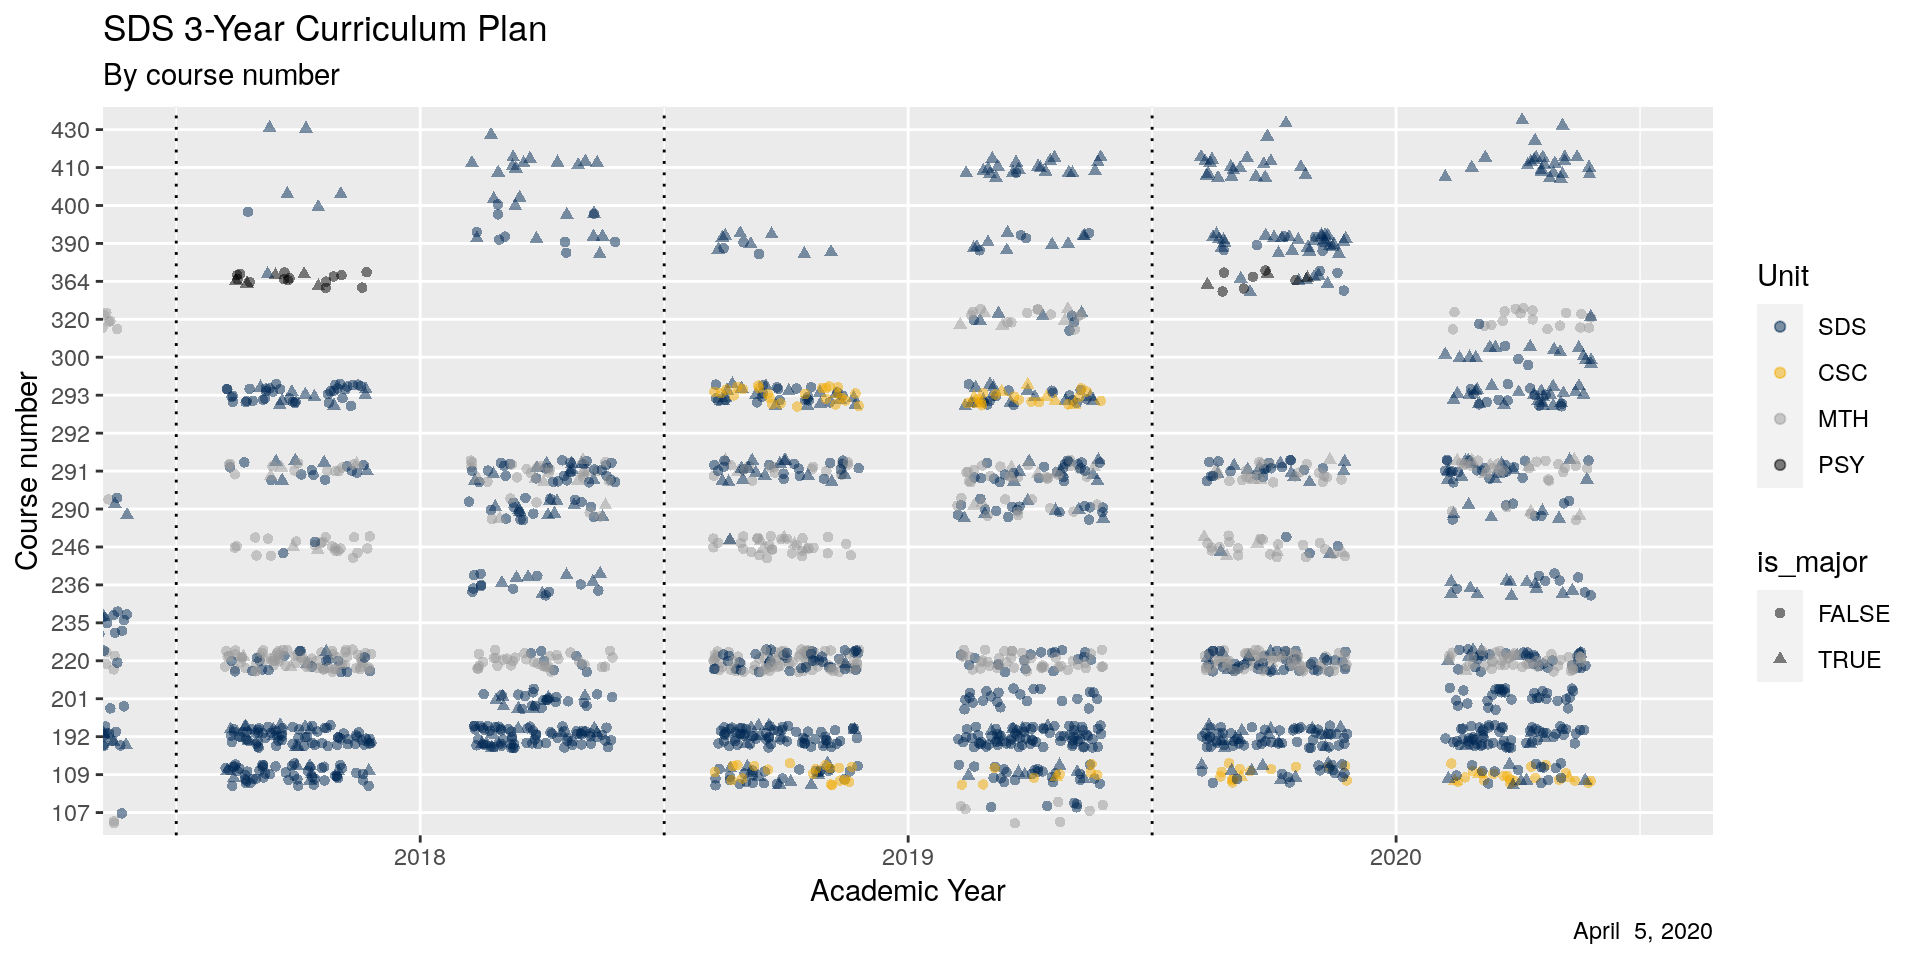 SDS 3-Year Curriculum Plan
By course number
430
410
400
390
364
320
300
293
292
291
290
246
236
235
220
201
192
109
107
Course number
2018
2019
2020
Academic Year
Unit
SDS
CSC
MTH
PSY
is_major
FALSE
TRUE
April  5, 2020